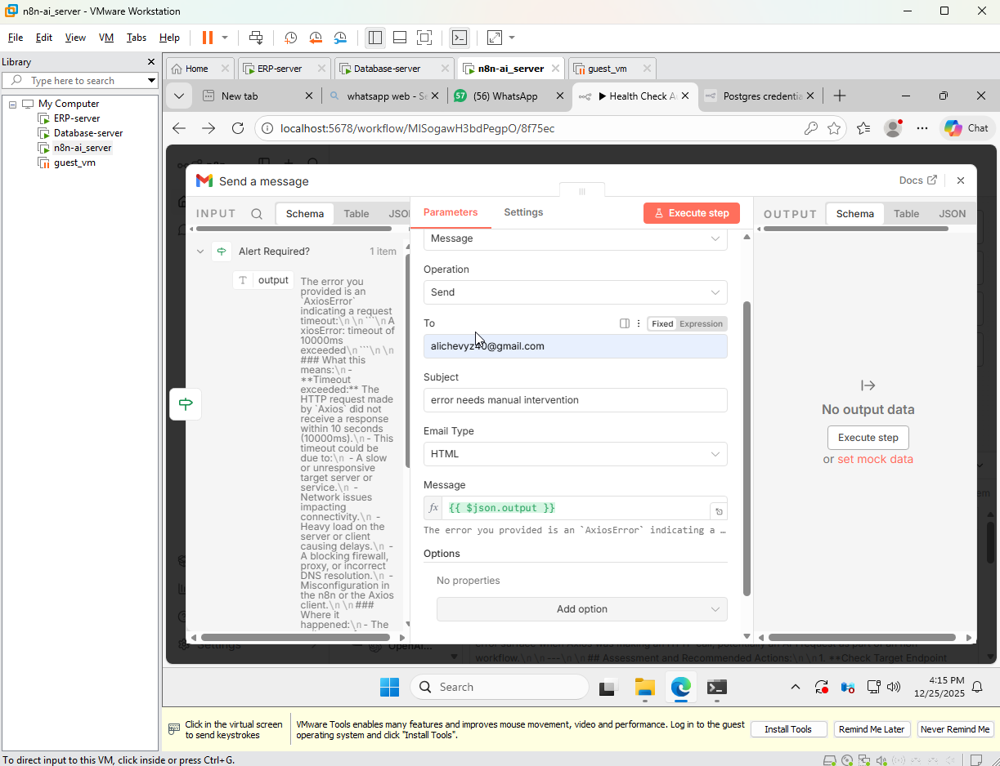 n8n-ai_server - VMware Workstation
File Edit View VM Tabs Help
Library
Type here to search
My Computer
ERP-server
Database-server
n8n-ai_server
guest_vm
Home ERP-server Database-server n8n-ai_server guest_vm
New tab whatsapp web - Se 57 (56) WhatsApp ▶ Health Check A Postgres credentia
localhost:5678/workflow/MlSogawH3bdPegpO/8f75ec
Chat
Send a message
Docs
INPUT Schema Table JSO
Alert Required? 1 item
T output
The error you
provided is an
`AxiosError`
indicating a request
timeout:\n\n```\nA
xiosError: timeout of
10000ms
exceeded\n```\n\n
### What this
means:\n-
**Timeout
exceeded:** The
HTTP request made
by `Axios` did not
receive a response
within 10 seconds
(10000ms).\n- This
timeout could be
due to:\n - A slow
or unresponsive
target server or
service.\n -
Network issues
impacting
connectivity.\n -
Heavy load on the
server or client
causing delays.\n -
A blocking firewall,
proxy, or incorrect
DNS resolution.\n -
Misconfiguration in
the n8n or the Axios
client.\n\n###
Where it
happened:\n- The
Parameters Settings Execute step
Message
Operation
Send
To
Fixed Expression
alichevyz40@gmail.com
Subject
error needs manual intervention
Email Type
HTML
Message
fx {{ $json.output }}
The error you provided is an `AxiosError` indicating a …
Options
No properties
Add option
OUTPUT Schema Table JSON
No output data
Execute step
or set mock data
em
Settings
OpenAI...
workflow.\n\n---\n\n## Assessment and Recommended Actions:\n\n1. **Check Target Endpoint
Search
4:15 PM
12/25/2025
Click in the virtual screen
to send keystrokes
VMware Tools enables many features and improves mouse movement, video and performance. Log in to the guest
operating system and click "Install Tools".
Install Tools Remind Me Later Never Remind Me
To direct input to this VM, click inside or press Ctrl+G.